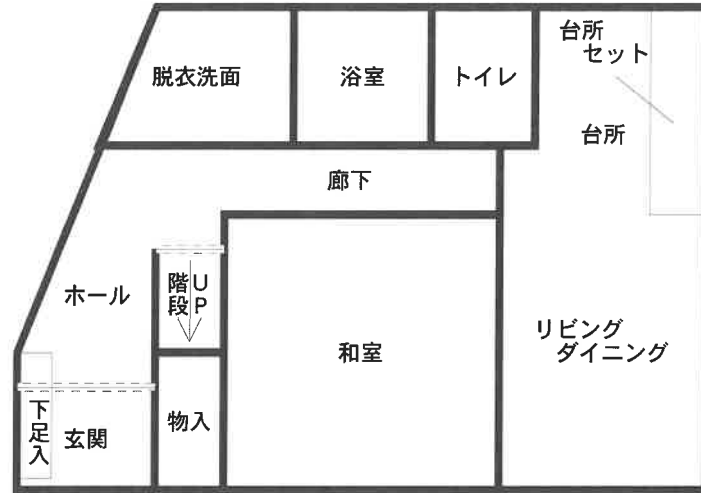 台所
セット
脱衣洗面
浴室
トイレ
台所
廊下
ホール
階段
UP
和室
リビング
ダイニング
下足入
玄関
物入